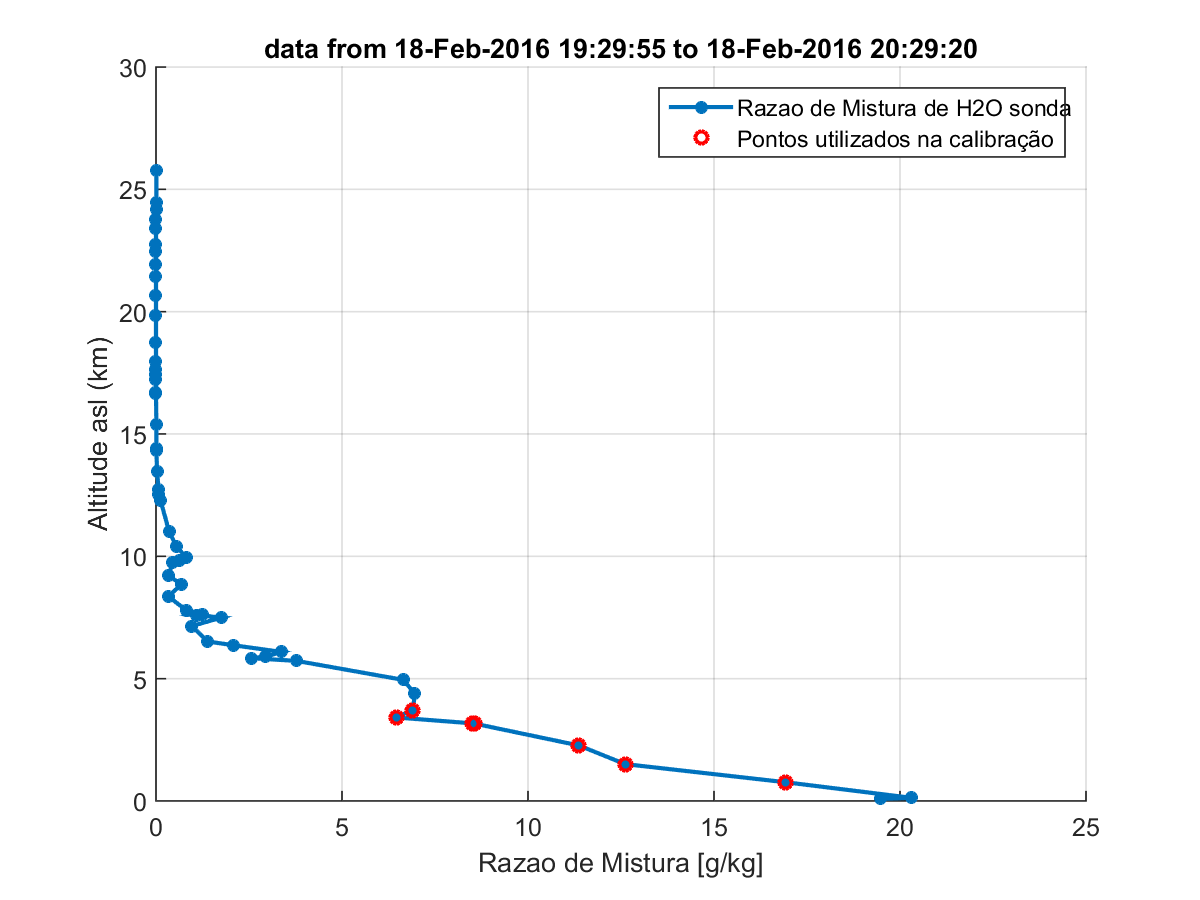 data from 18-Feb-2016 19:29:55 to 18-Feb-2016 20:29:20
30
Razao de Mistura de H2O sonda
Pontos utilizados na calibração
25
20
15
10
5
0
Altitude asl (km)
0 5 10 15 20 25
Razao de Mistura [g/kg]